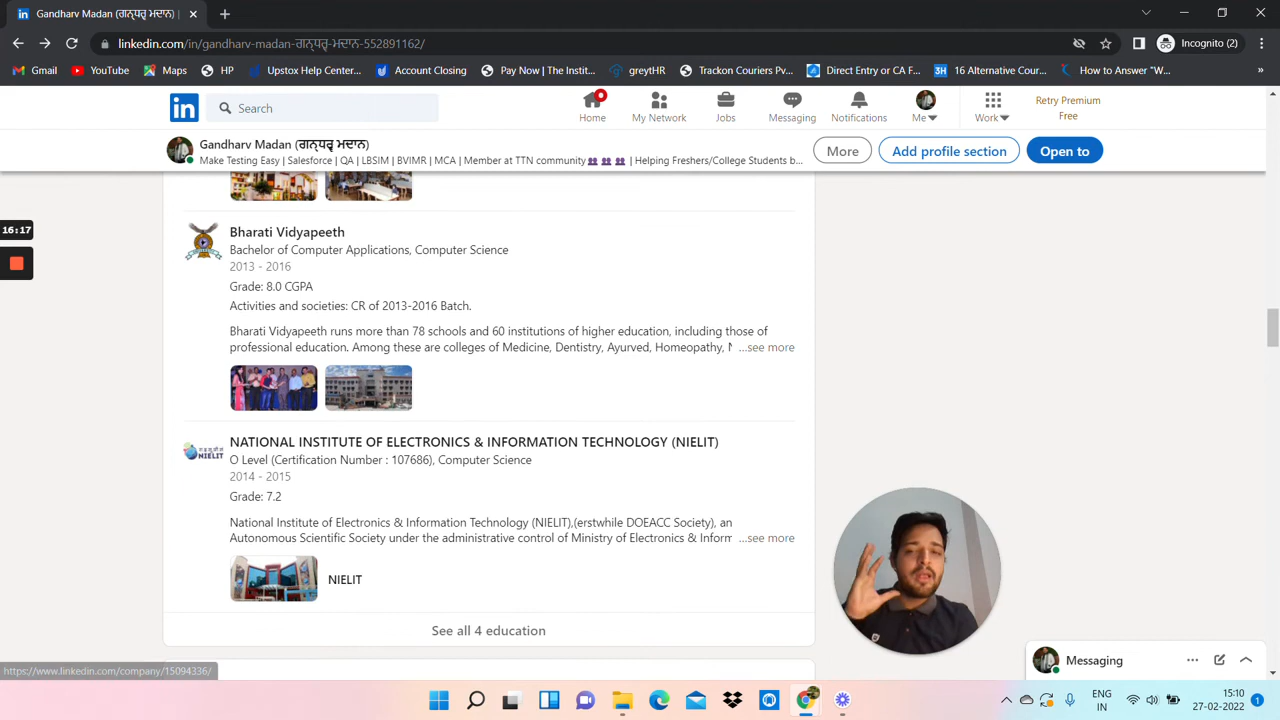 Gandharv Madan (ਗਨ੍ਧਰ੍ਵ ਮਦਾਨ)
linkedin.com/in/gandharv-madan-ਗਨ੍ਧਰ੍ਵ-ਮਦਾਨ-552891162/
Incognito (2)
Gmail
YouTube
Maps
HP
Upstox Help Center...
Account Closing
Pay Now | The Instit...
greytHR
Trackon Couriers Pv...
Direct Entry or CA F...
16 Alternative Cour...
How to Answer "W...
»
Search
Home
My Network
Jobs
Messaging
Notifications
Me
Work
Retry Premium
Free
Gandharv Madan (ਗਨ੍ਧਰ੍ਵ ਮਦਾਨ)
Make Testing Easy | Salesforce | QA | LBSIM | BVIMR | MCA | Member at TTN community 👥 👥 👥 | Helping Freshers/College Students b...
More
Add profile section
Open to
16:17
Bharati Vidyapeeth
Bachelor of Computer Applications, Computer Science
2013 - 2016
Grade: 8.0 CGPA
Activities and societies: CR of 2013-2016 Batch.
Bharati Vidyapeeth runs more than 78 schools and 60 institutions of higher education, including those of
professional education. Among these are colleges of Medicine, Dentistry, Ayurved, Homeopathy, ...see more
NIELIT
NATIONAL INSTITUTE OF ELECTRONICS & INFORMATION TECHNOLOGY (NIELIT)
O Level (Certification Number : 107686), Computer Science
2014 - 2015
Grade: 7.2
National Institute of Electronics & Information Technology (NIELIT),(erstwhile DOEACC Society), an
Autonomous Scientific Society under the administrative control of Ministry of Electronics & Inform ...see more
NIELIT
See all 4 education
Messaging
https://www.linkedin.com/company/15094336/
ENG
IN
15:10
27-02-2022
1